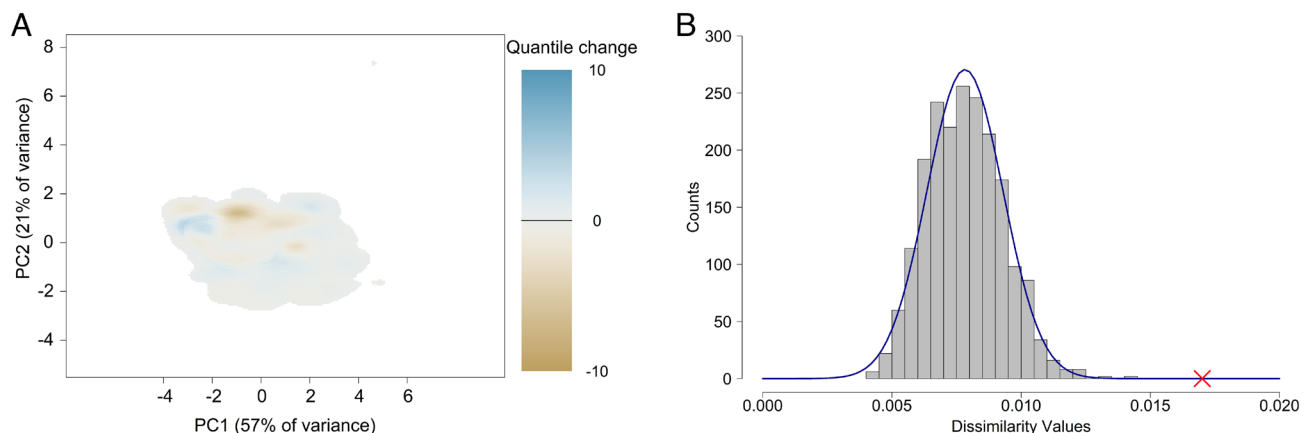 A
8
6
4
2
0
-2
-4
PC2 (21% of variance)
-4 -2 0 2 4 6
PC1 (57% of variance)
Quantile change
10
0
-10
B
300
250
200
150
100
50
0
Counts
0.000 0.005 0.010 0.015 0.020
Dissimilarity Values